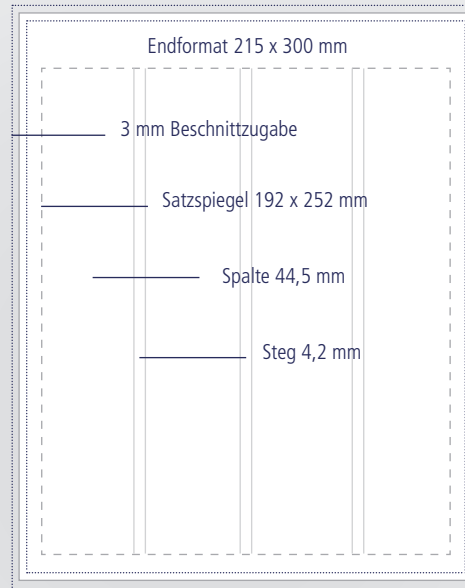 Endformat 215 x 300 mm
3 mm Beschnittzugabe
Satzspiegel 192 x 252 mm
Spalte 44,5 mm
Steg 4,2 mm